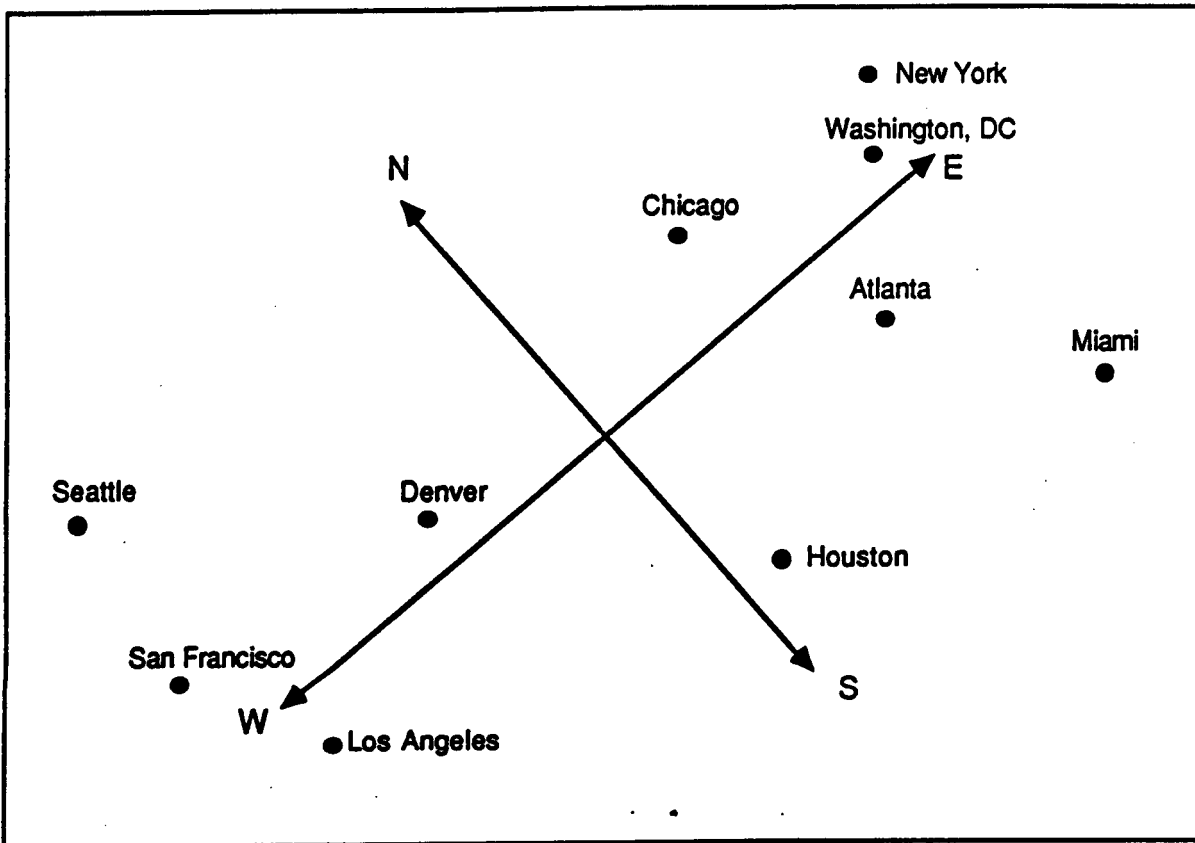 New York
Washington, DC
N
E
Chicago
Atlanta
Miami
Seattle
Denver
Houston
San Francisco
S
W
Los Angeles